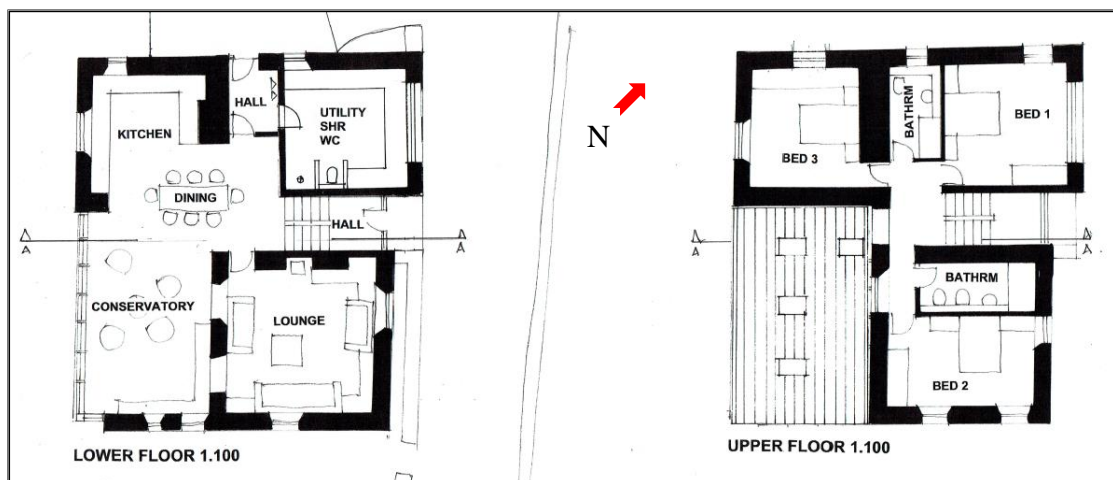 KITCHEN
HALL
UTILITY
SHR
WC
DINING
HALL
CONSERVATORY
LOUNGE
A
A
LOWER FLOOR 1.100
N
BED 3
BATHRM
BED 1
A
A
BATHRM
BED 2
UPPER FLOOR 1.100